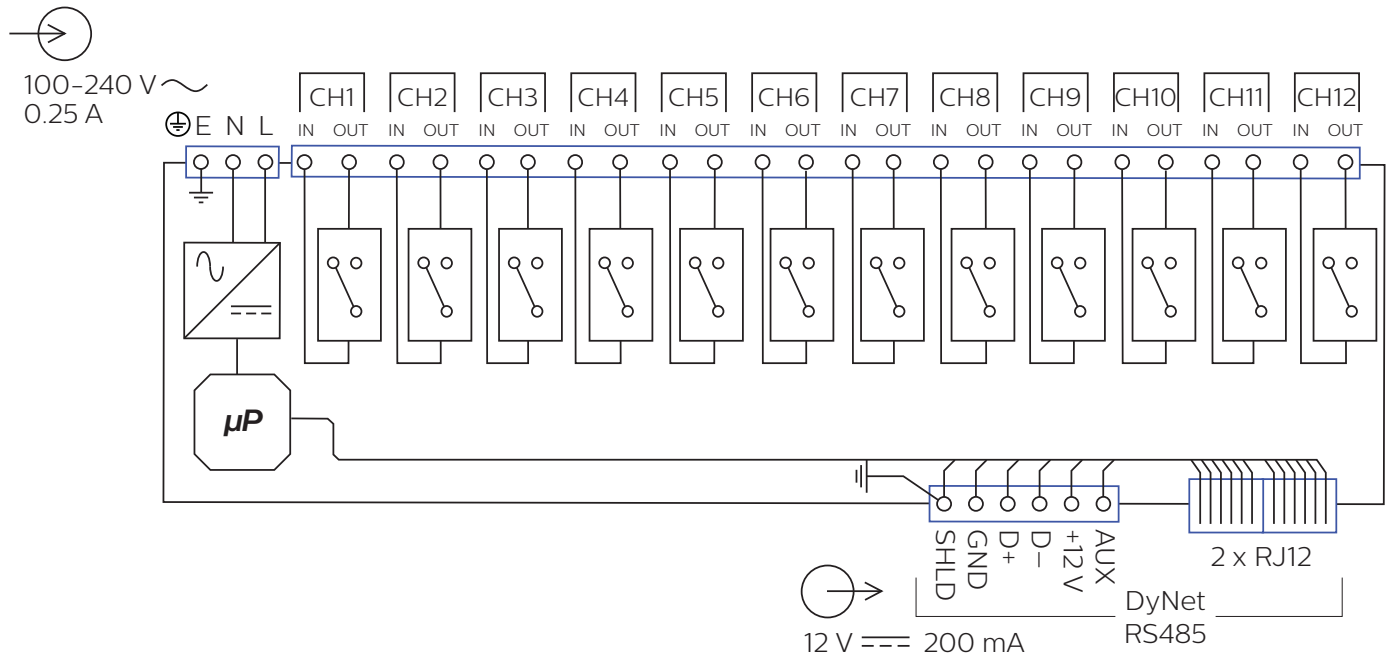 100-240 V
0.25 A
E N L
CH1 CH2 CH3 CH4 CH5 CH6 CH7 CH8 CH9 CH10 CH11 CH12
IN OUT IN OUT IN OUT IN OUT IN OUT IN OUT IN OUT IN OUT IN OUT IN OUT IN OUT IN OUT
µP
SHLD
GND
D+
D−
+12 V
AUX
2 x RJ12
DyNet
RS485
12 V 200 mA